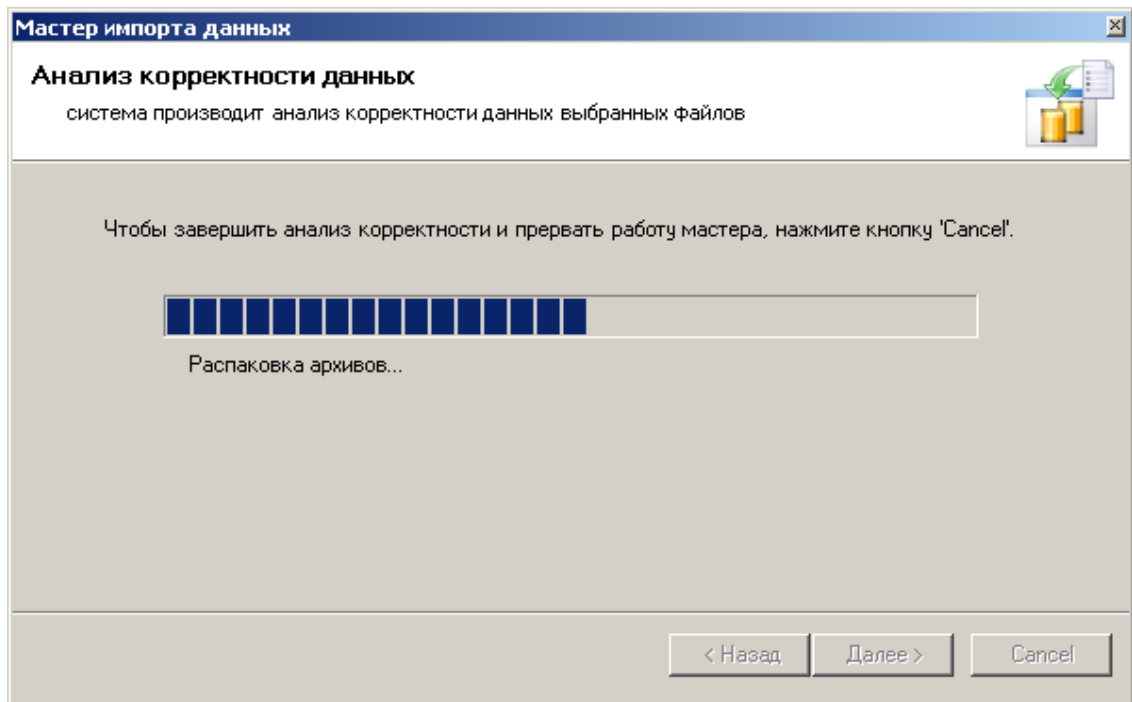 Мастер импорта данных
Анализ корректности данных
система производит анализ корректности данных выбранных файлов
Чтобы завершить анализ корректности и прервать работу мастера, нажмите кнопку 'Cancel'.
Распаковка архивов...
< Назад Далее > Cancel